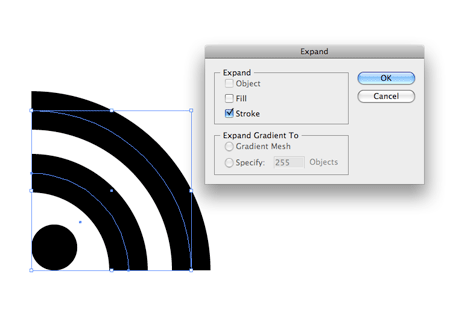 Expand
Expand
Object
Fill
Stroke
Expand Gradient To
Gradient Mesh
Specify: 255 Objects
OK
Cancel